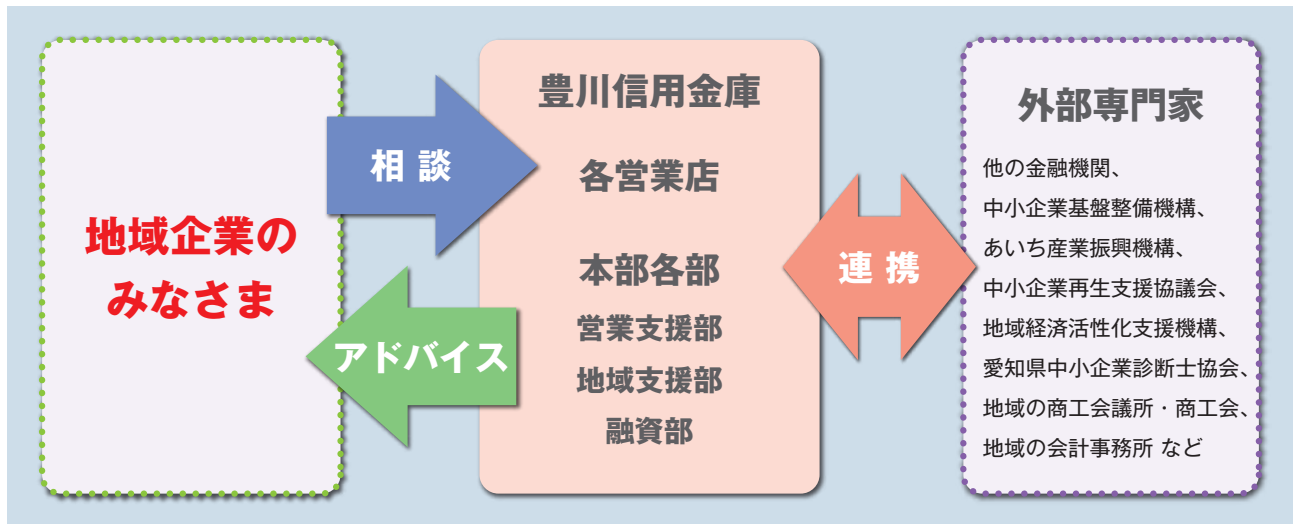 地域企業の
みなさま
相談
アドバイス
豊川信用金庫
各営業店
本部各部
営業支援部
地域支援部
融資部
連携
外部専門家
他の金融機関、
中小企業基盤整備機構、
あいち産業振興機構、
中小企業再生支援協議会、
地域経済活性化支援機構、
愛知県中小企業診断士協会、
地域の商工会議所・商工会、
地域の会計事務所 など